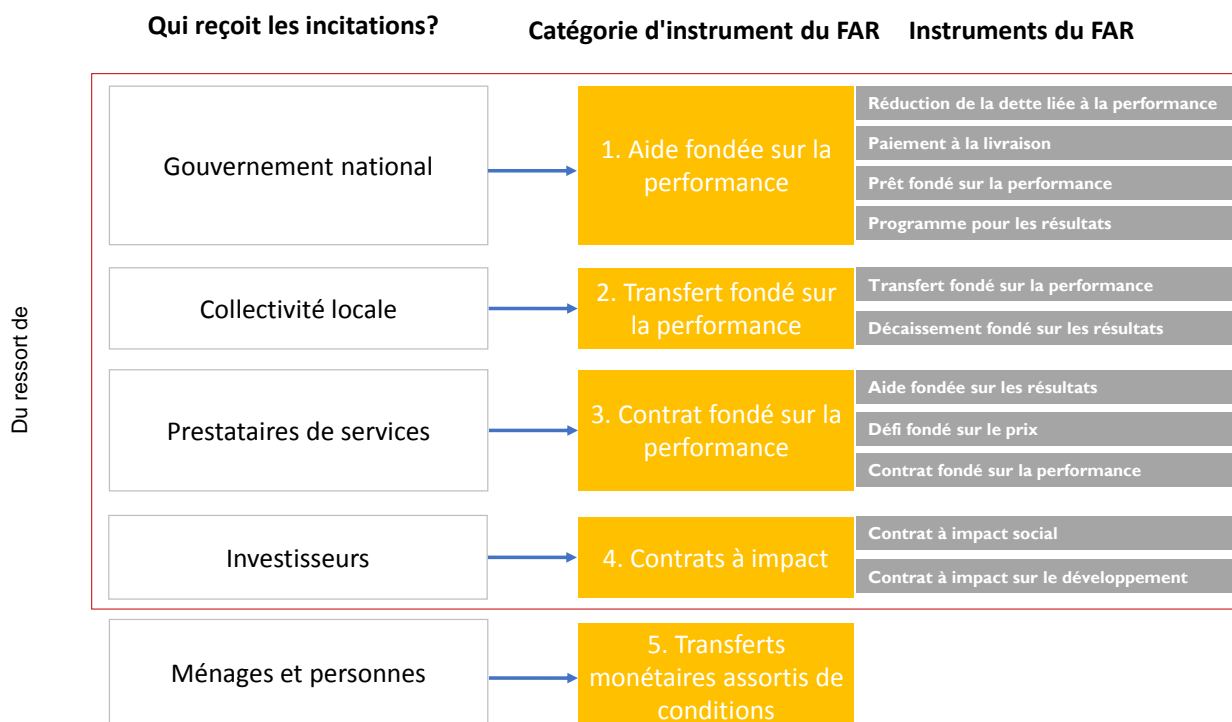 Qui reçoit les incitations?
Catégorie d'instrument du FAR
Instruments du FAR
Du ressort de
Gouvernement national
1. Aide fondée sur la
performance
Réduction de la dette liée à la performance
Paiement à la livraison
Prêt fondé sur la performance
Programme pour les résultats
Collectivité locale
2. Transfert fondé sur
la performance
Transfert fondé sur la performance
Décaissement fondé sur les résultats
Prestataires de services
3. Contrat fondé sur la
performance
Aide fondée sur les résultats
Défi fondé sur le prix
Contrat fondé sur la performance
Investisseurs
4. Contrats à impact
Contrat à impact social
Contrat à impact sur le développement
Ménages et personnes
5. Transferts
monétaires assortis de
conditions